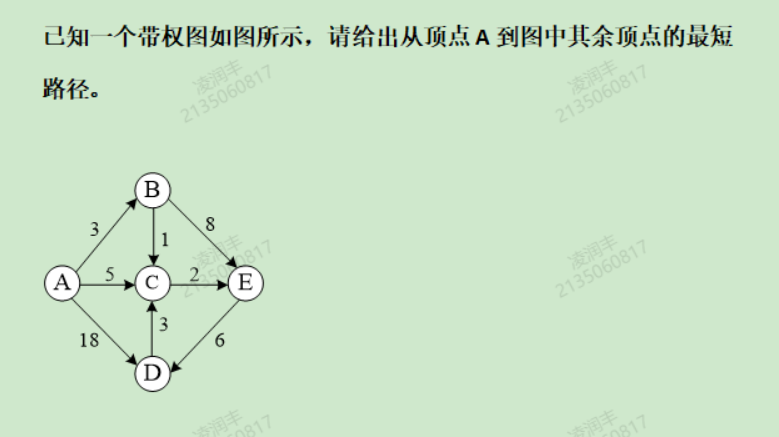 已知一个带权图如图所示，请给出从顶点 A 到图中其余顶点的最短
路径。
凌润丰
2135060817
凌润丰
2135060817
B
3
8
1
凌润丰
2135060817
凌润丰
2135060817
A
5
C
2
E
3
18
6
D
凌润丰
凌润丰